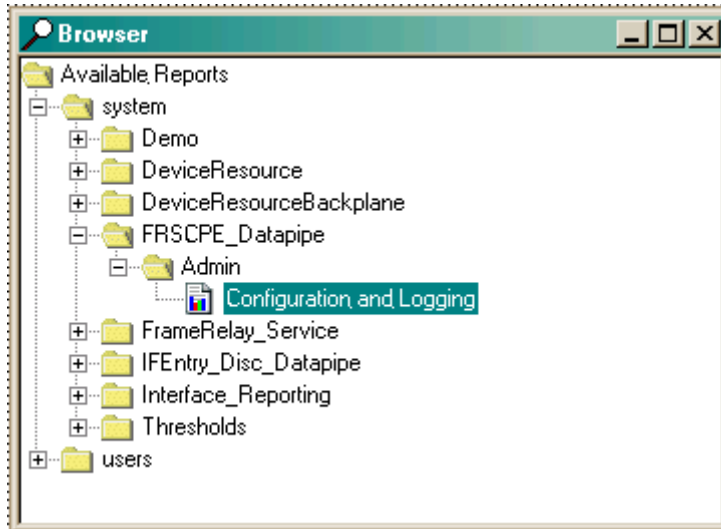 Browser
Available Reports
system
Demo
DeviceResource
DeviceResourceBackplane
FRSCPE_Datapipe
Admin
Configuration and Logging
FrameRelay_Service
IFEntry_Disc_Datapipe
Interface_Reporting
Thresholds
users